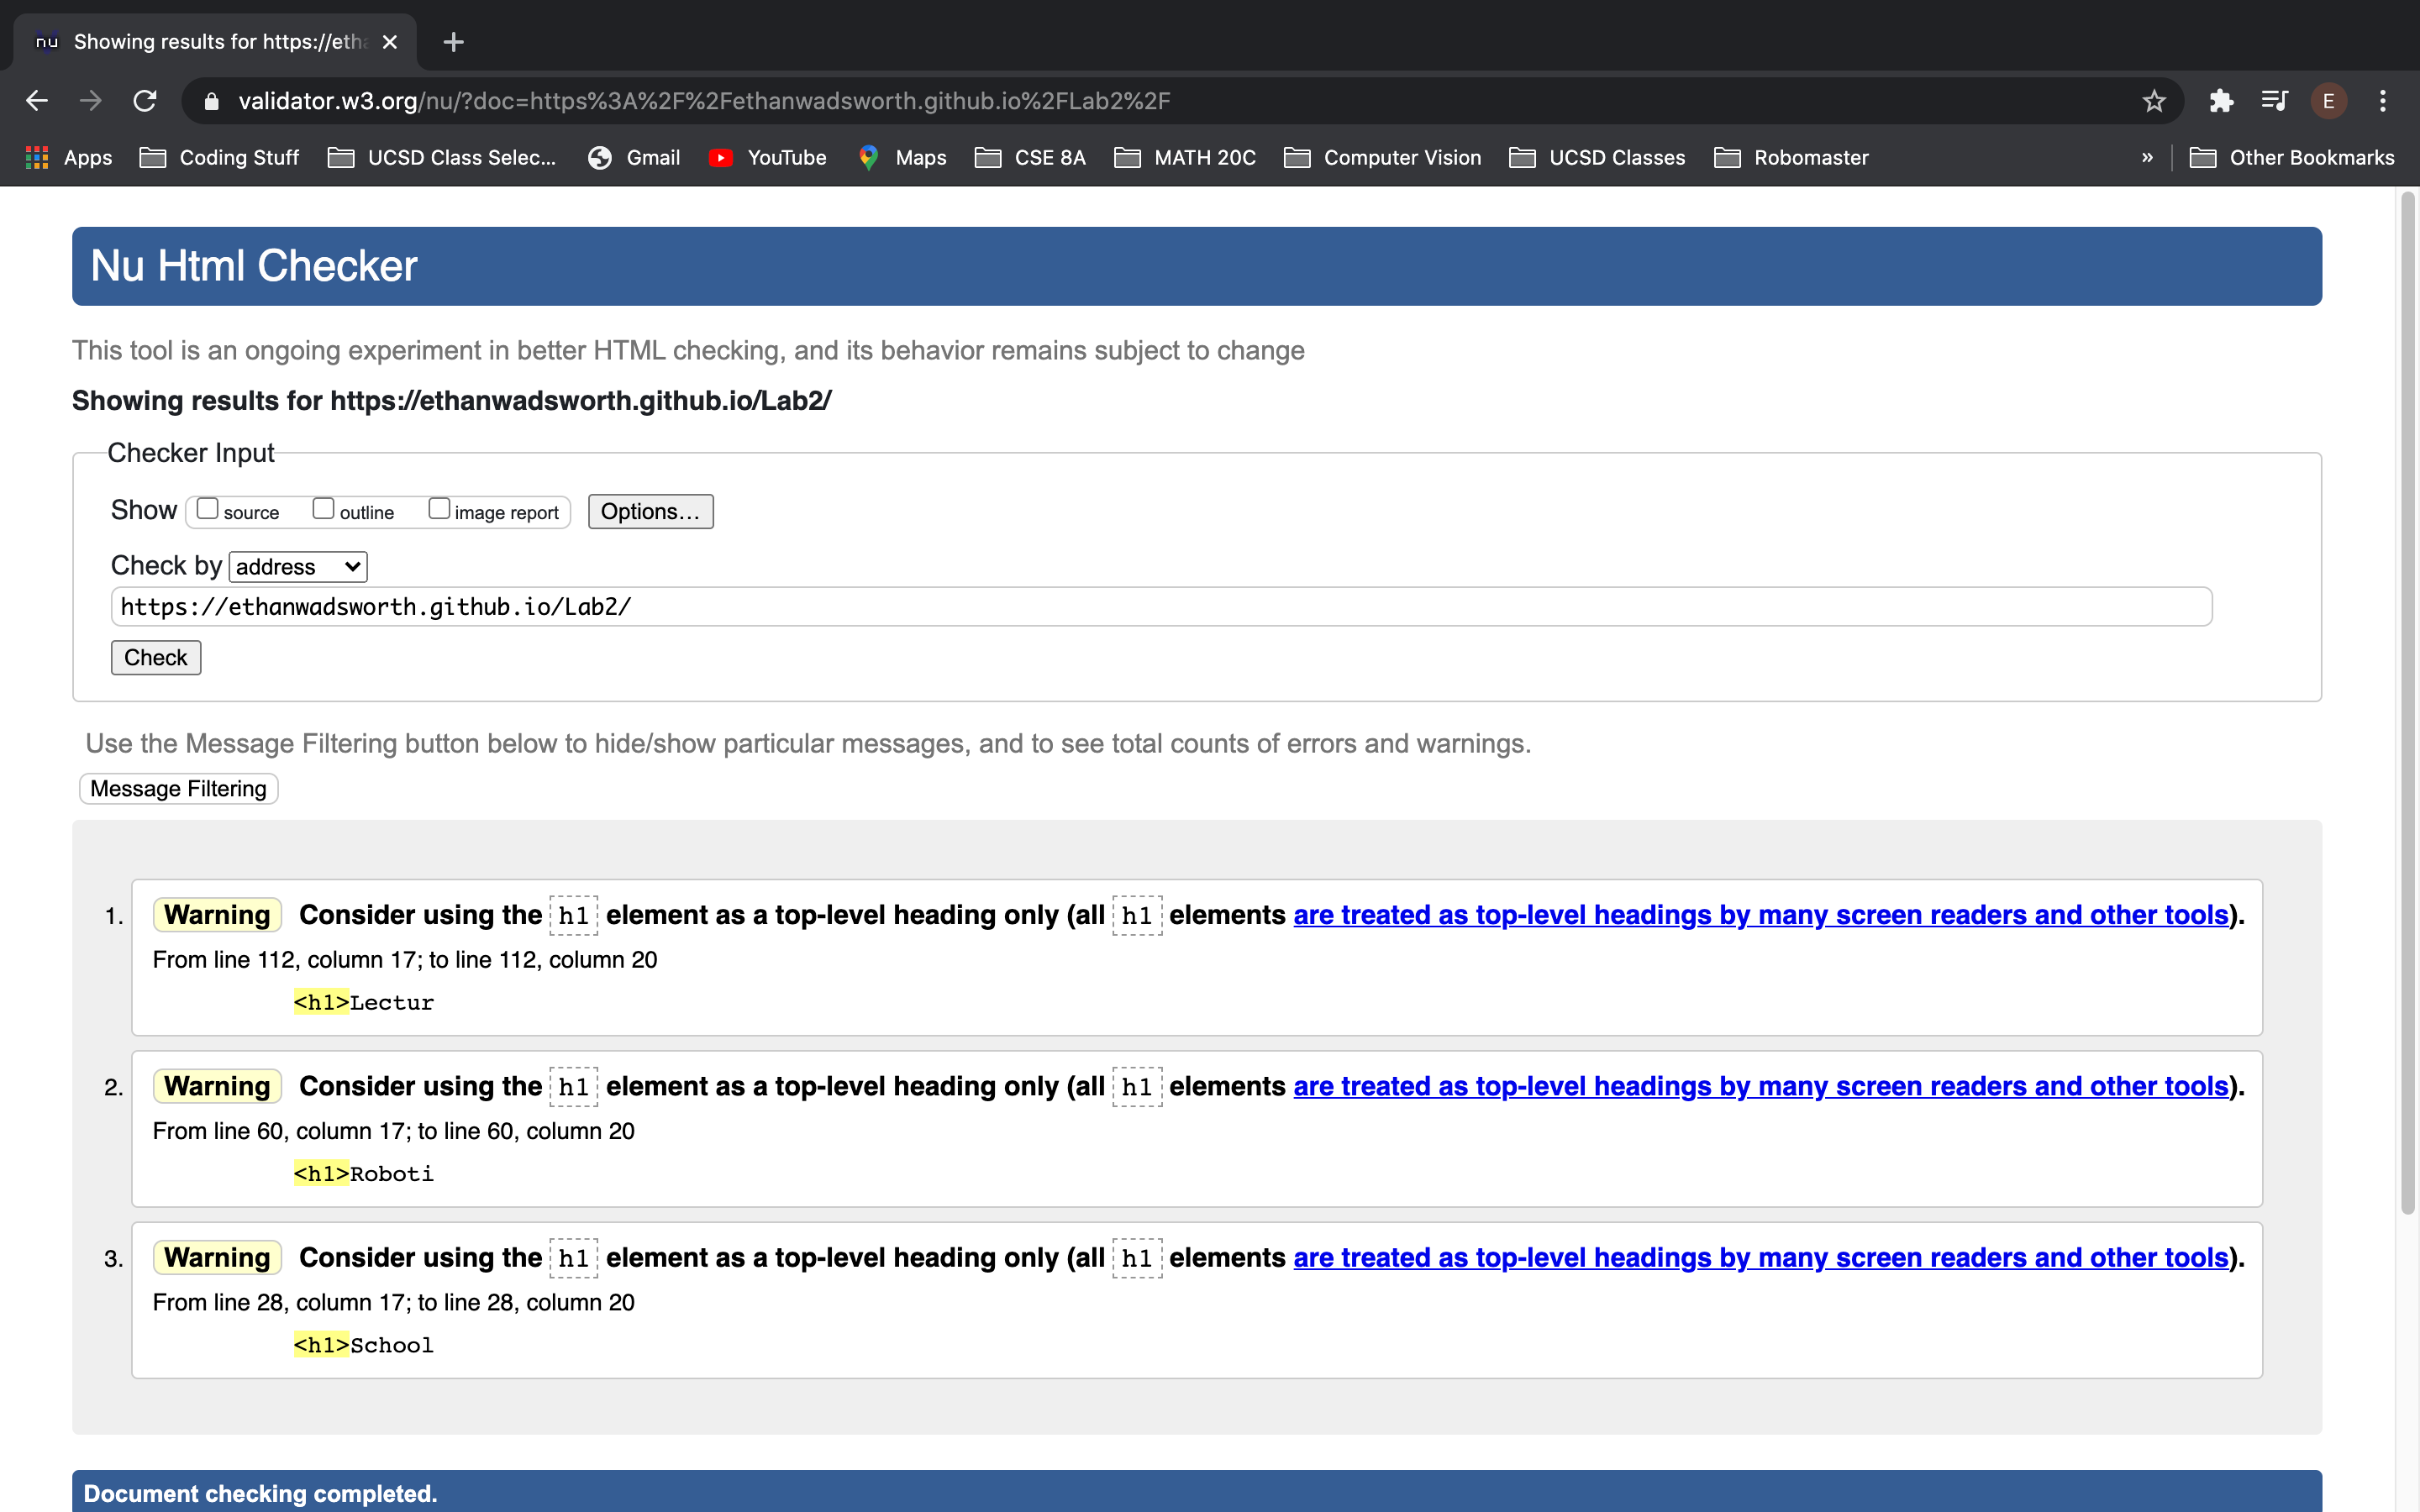 nu Showing results for https://eth
validator.w3.org/nu/?doc=https%3A%2F%2Fethanwadsworth.github.io%2FLab2%2F
E
Apps Coding Stuff UCSD Class Selec... Gmail YouTube Maps CSE 8A MATH 20C Computer Vision UCSD Classes Robomaster » Other Bookmarks
Nu Html Checker
This tool is an ongoing experiment in better HTML checking, and its behavior remains subject to change
Showing results for https://ethanwadsworth.github.io/Lab2/
Checker Input
Show source outline image report Options...
Check by address
https://ethanwadsworth.github.io/Lab2/
Check
Use the Message Filtering button below to hide/show particular messages, and to see total counts of errors and warnings.
Message Filtering
1. Warning Consider using the h1 element as a top-level heading only (all h1 elements are treated as top-level headings by many screen readers and other tools).
From line 112, column 17; to line 112, column 20
<h1>Lectur
2. Warning Consider using the h1 element as a top-level heading only (all h1 elements are treated as top-level headings by many screen readers and other tools).
From line 60, column 17; to line 60, column 20
<h1>Roboti
3. Warning Consider using the h1 element as a top-level heading only (all h1 elements are treated as top-level headings by many screen readers and other tools).
From line 28, column 17; to line 28, column 20
<h1>School
Document checking completed.